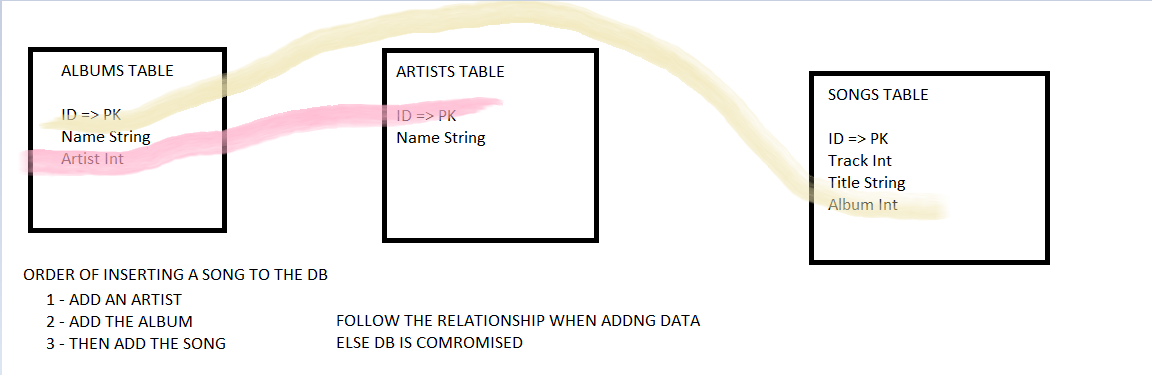 ALBUMS TABLE
ID => PK
Name String
Artist Int
ARTISTS TABLE
ID => PK
Name String
SONGS TABLE
ID => PK
Track Int
Title String
Album Int
ORDER OF INSERTING A SONG TO THE DB
1 - ADD AN ARTIST
2 - ADD THE ALBUM
3 - THEN ADD THE SONG
FOLLOW THE RELATIONSHIP WHEN ADDNG DATA
ELSE DB IS COMROMISED